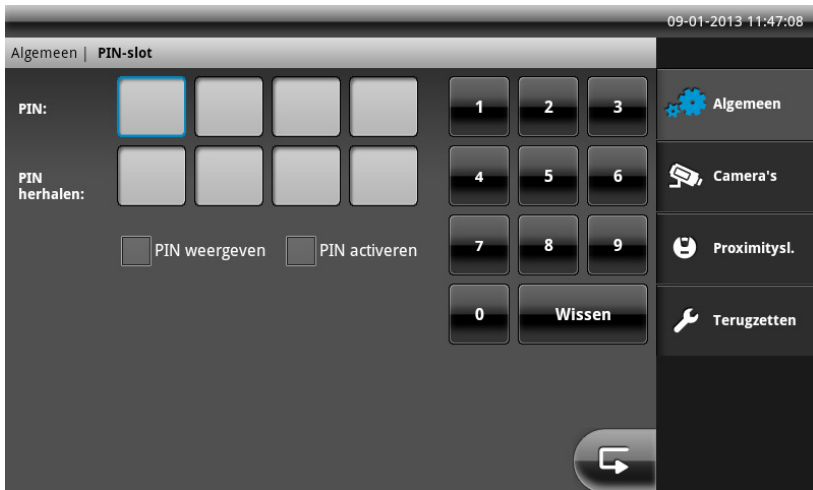 09-01-2013 11:47:08
Algemeen | PIN-slot
PIN:
PIN
herhalen:
PIN weergeven
PIN activeren
1 2 3
4 5 6
7 8 9
0 Wissen
Algemeen
Camera's
Proximitysl.
Terugzetten